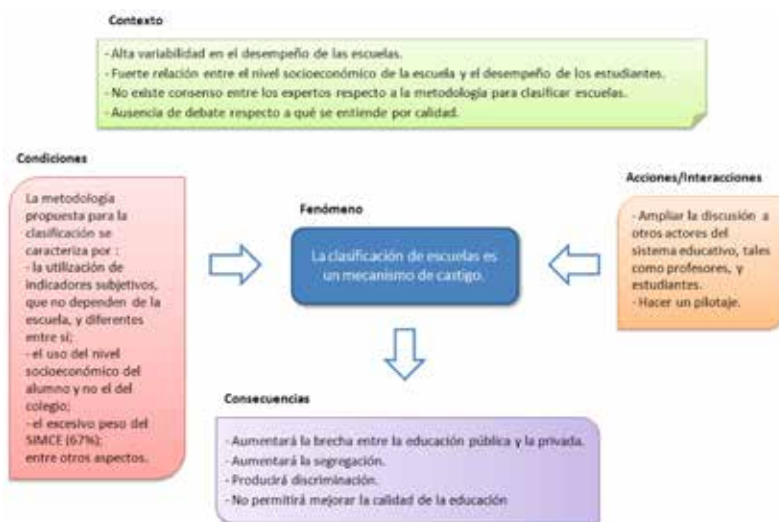 Contexto
- Alta variabilidad en el desempeño de las escuelas.
- Fuerte relación entre el nivel socioeconómico de la escuela y el desempeño de los estudiantes.
- No existe consenso entre los expertos respecto a la metodología para clasificar escuelas.
- Ausencia de debate respecto a qué se entiende por calidad.
Condiciones
La metodología
propuesta para la
clasificación se
caracteriza por :
- la utilización de
indicadores subjetivos,
que no dependen de la
escuela, y diferentes
entre sí;
- el uso del nivel
socioeconómico del
alumno y no el del
colegio;
- el excesivo peso del
SIMCE (67%);
entre otros aspectos.
Fenómeno
La clasificación de escuelas es
un mecanismo de castigo.
Acciones/Interacciones
- Ampliar la discusión a
otros actores del
sistema educativo, tales
como profesores, y
estudiantes.
- Hacer un pilotaje.
Consecuencias
- Aumentará la brecha entre la educación pública y la privada.
- Aumentará la segregación.
- Producirá discriminación.
- No permitirá mejorar la calidad de la educación